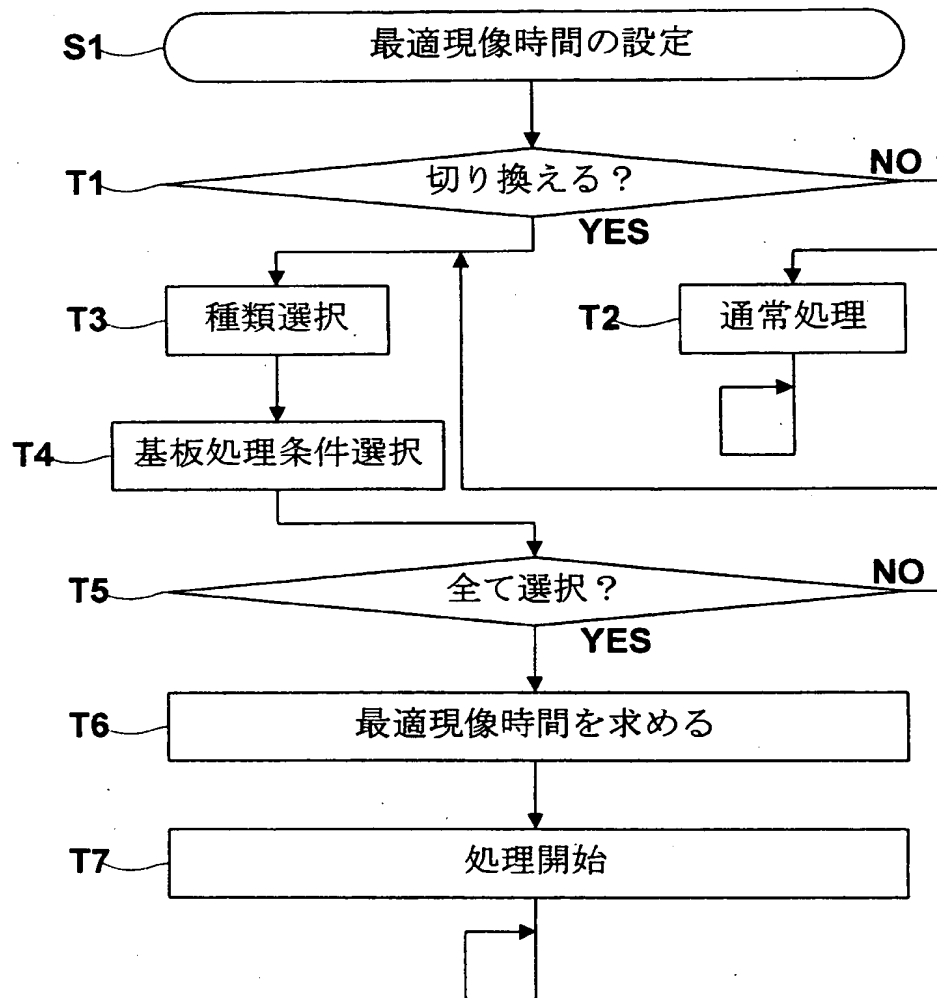 S1
最適現像時間の設定
T1
切り換える？
NO
YES
T3
種類選択
T2
通常処理
T4
基板処理条件選択
T5
全て選択？
NO
YES
T6
最適現像時間を求める
T7
処理開始